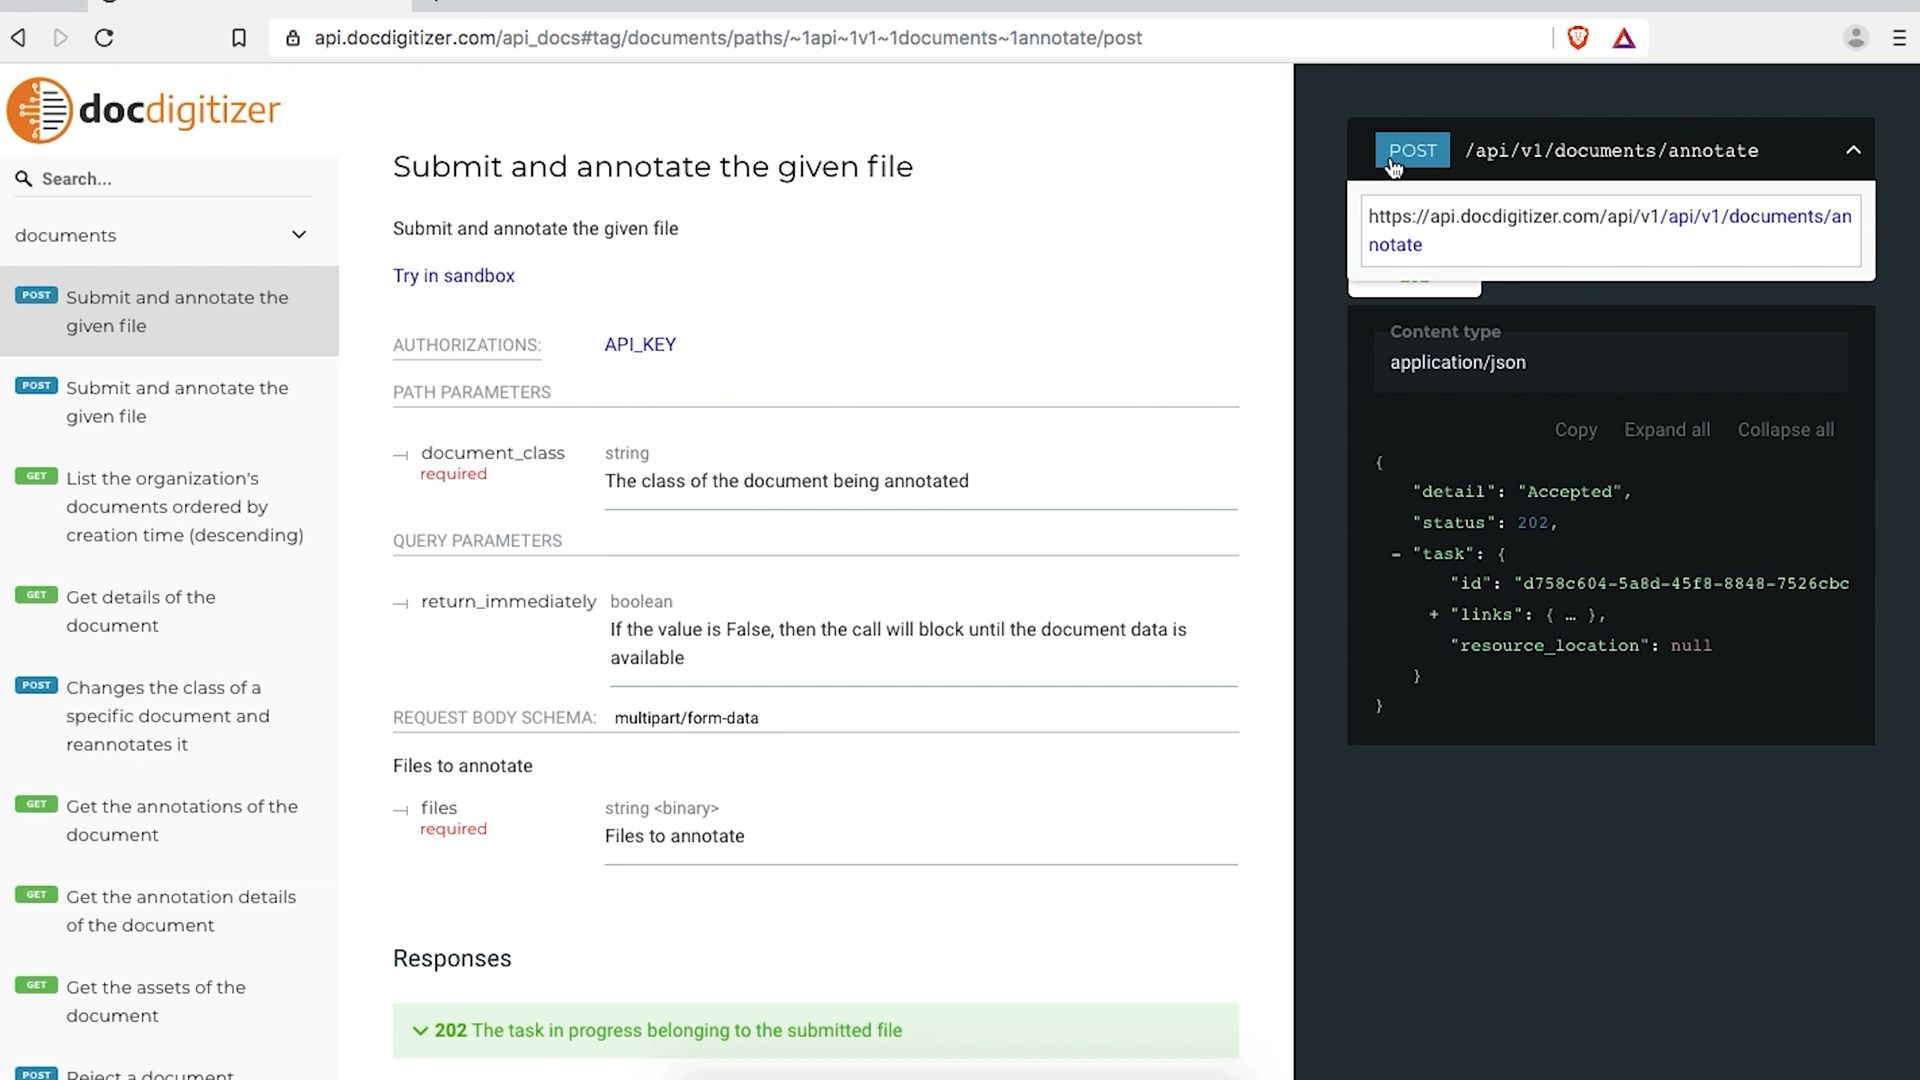 api.docdigitizer.com/api_docs#tag/documents/paths/~1api~1v1~1documents~1annotate/post
docdigitizer
Search...
documents
POST Submit and annotate the
given file
POST Submit and annotate the
given file
GET List the organization's
documents ordered by
creation time (descending)
GET Get details of the
document
POST Changes the class of a
specific document and
reannotates it
GET Get the annotations of the
document
GET Get the annotation details
of the document
GET Get the assets of the
document
POST Reject a document
Submit and annotate the given file
Submit and annotate the given file
Try in sandbox
AUTHORIZATIONS: API_KEY
PATH PARAMETERS
document_class string
required The class of the document being annotated
QUERY PARAMETERS
return_immediately boolean
If the value is False, then the call will block until the document data is
available
REQUEST BODY SCHEMA: multipart/form-data
Files to annotate
files string <binary>
required Files to annotate
Responses
202 The task in progress belonging to the submitted file
POST /api/v1/documents/annotate
https://api.docdigitizer.com/api/v1/api/v1/documents/an
notate
Content type
application/json
Copy Expand all Collapse all
{
"detail": "Accepted",
"status": 202,
- "task": {
"id": "d758c604-5a8d-45f8-8848-7526cbc
+ "links": { … },
"resource_location": null
}
}